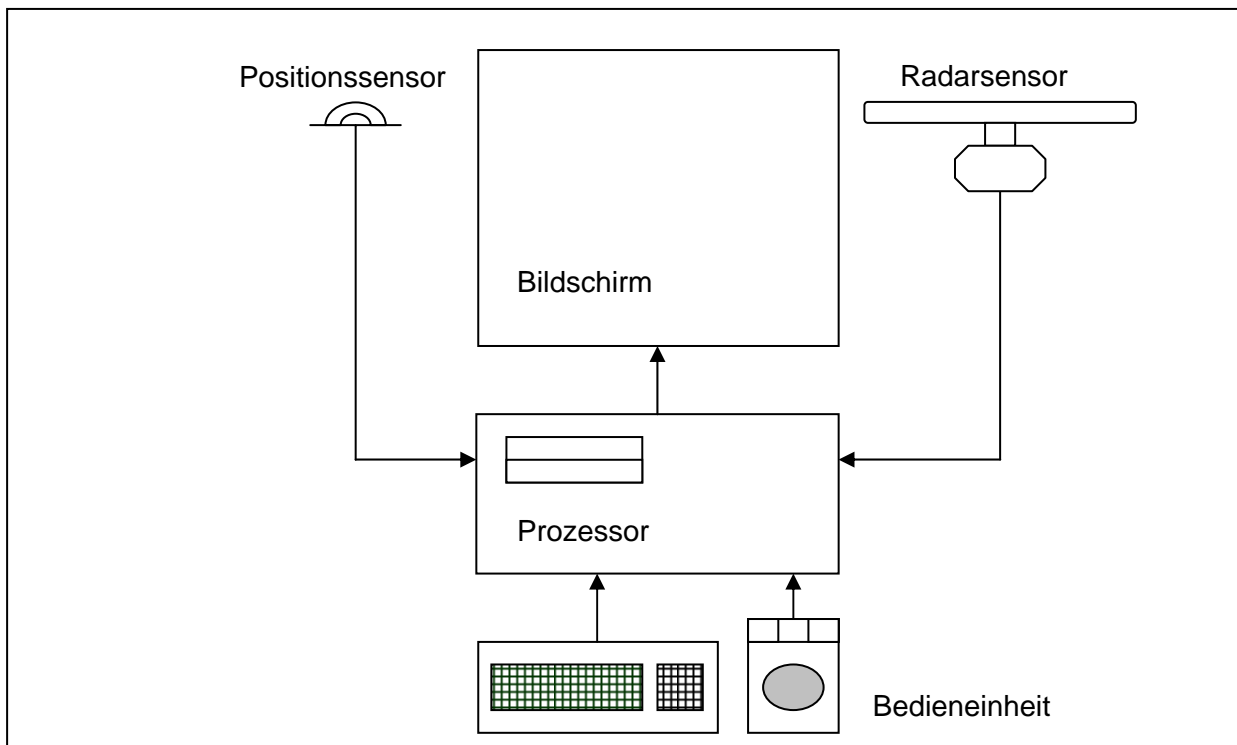 Positionssensor
Radarsensor
Bildschirm
Prozessor
Bedieneinheit